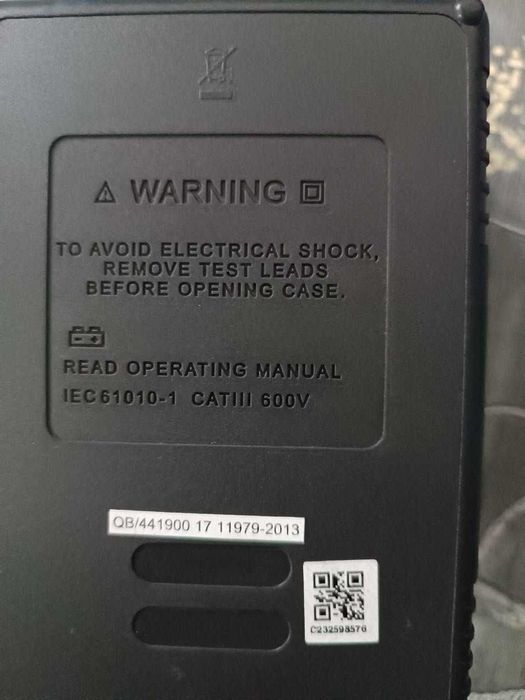 WARNING
TO AVOID ELECTRICAL SHOCK,
REMOVE TEST LEADS
BEFORE OPENING CASE.
READ OPERATING MANUAL
IEC61010-1 CATIII 600V
QB/441900 17 11979-2013
C232598576